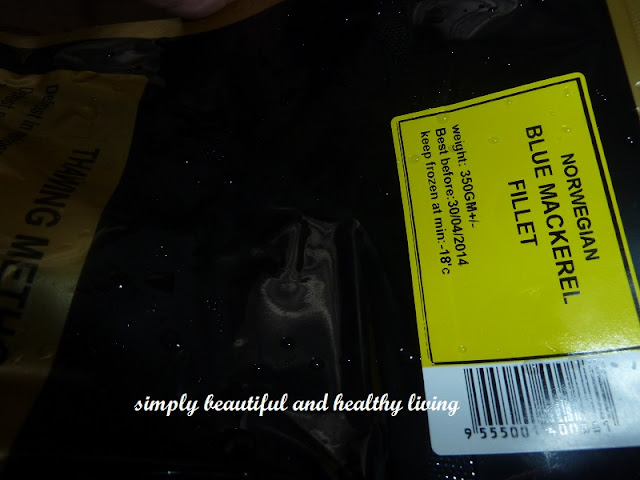 NORWEGIAN
BLUE MACKEREL
FILLET
weight: 350GM+/-
Best before:30/04/2014
keep frozen at min:-18'c
THAWING
simply beautiful and healthy living